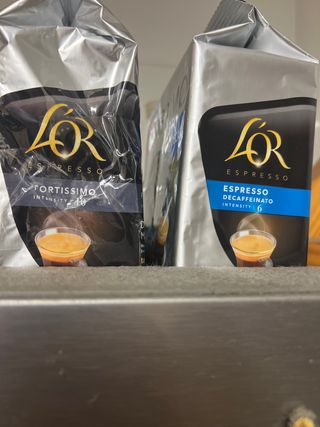 L'OR
ESPRESSO
FORTISSIMO
INTENSITY
L'OR
ESPRESSO
ESPRESSO
DECAFFEINATO
INTENSITY 6